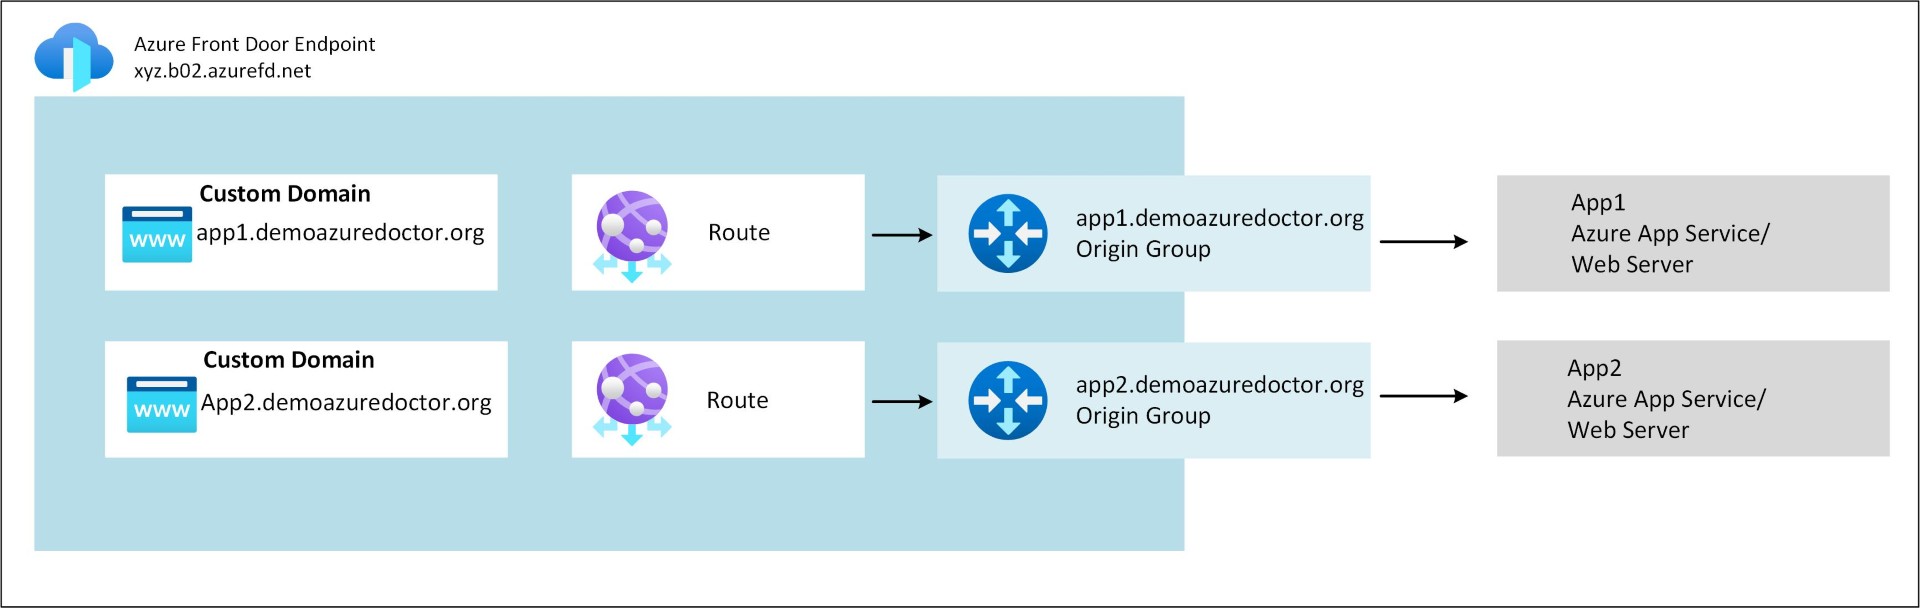 Azure Front Door Endpoint
xyz.b02.azurefd.net
Custom Domain
www
app1.demoazuredoctor.org
Route
app1.demoazuredoctor.org
Origin Group
App1
Azure App Service/
Web Server
Custom Domain
www
App2.demoazuredoctor.org
Route
app2.demoazuredoctor.org
Origin Group
App2
Azure App Service/
Web Server